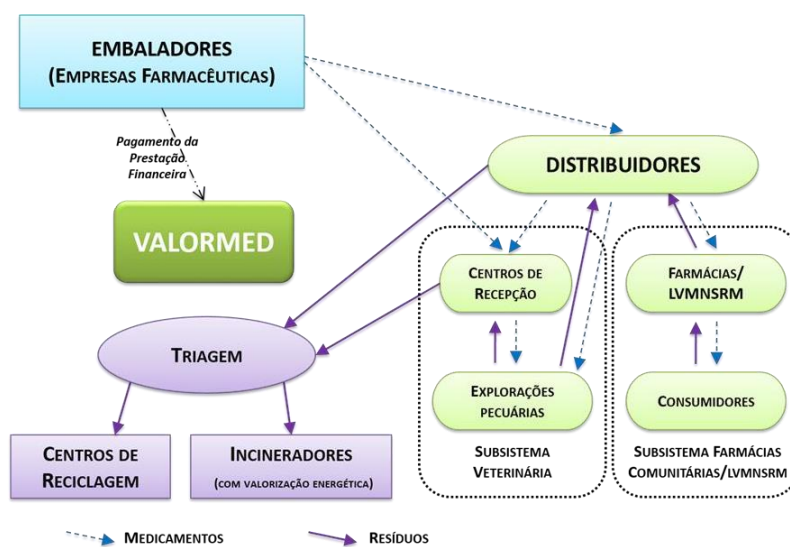 EMBALADORES
(EMPRESAS FARMACÊUTICAS)
Pagamento da
Prestação
Financeira
DISTRIBUIDORES
VALORMED
CENTROS DE
RECEPÇÃO
FARMÁCIAS/
LVMNSRM
TRIAGEM
EXPLORAÇÕES
PECUÁRIAS
CONSUMIDORES
CENTROS DE
RECICLAGEM
INCINERADORES
(COM VALORIZAÇÃO ENERGÉTICA)
SUBSISTEMA
VETERINÁRIA
SUBSISTEMA FARMÁCIAS
COMUNITÁRIAS/LVMNSRM
MEDICAMENTOS
RESÍDUOS